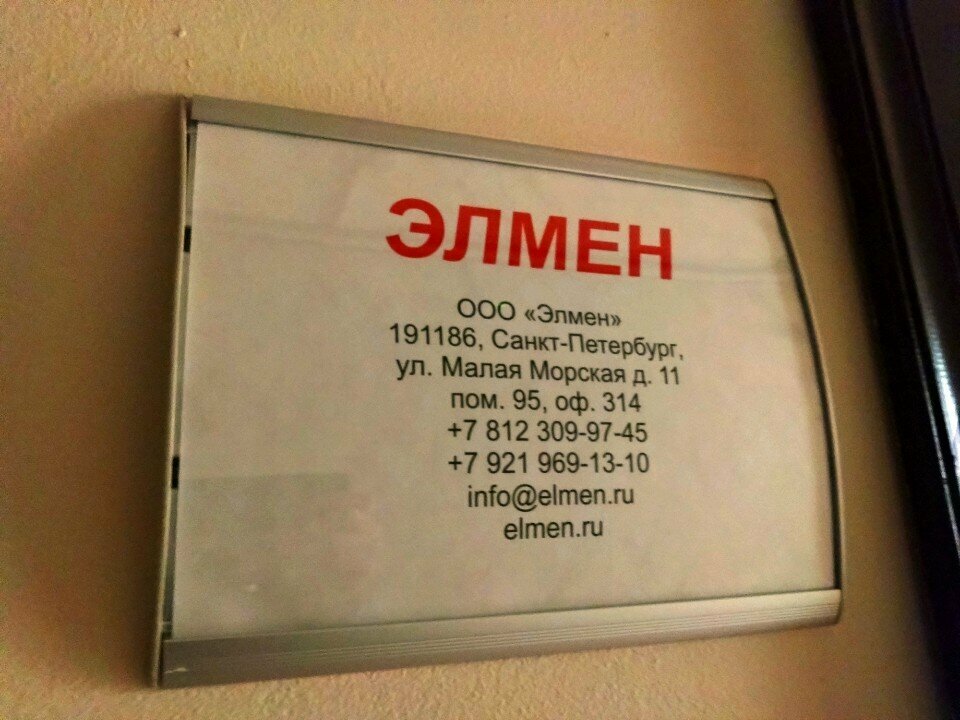 ЭЛМЕН
ООО «Элмен»
191186, Санкт-Петербург,
ул. Малая Морская д. 11
пом. 95, оф. 314
+7 812 309-97-45
+7 921 969-13-10
info@elmen.ru
elmen.ru